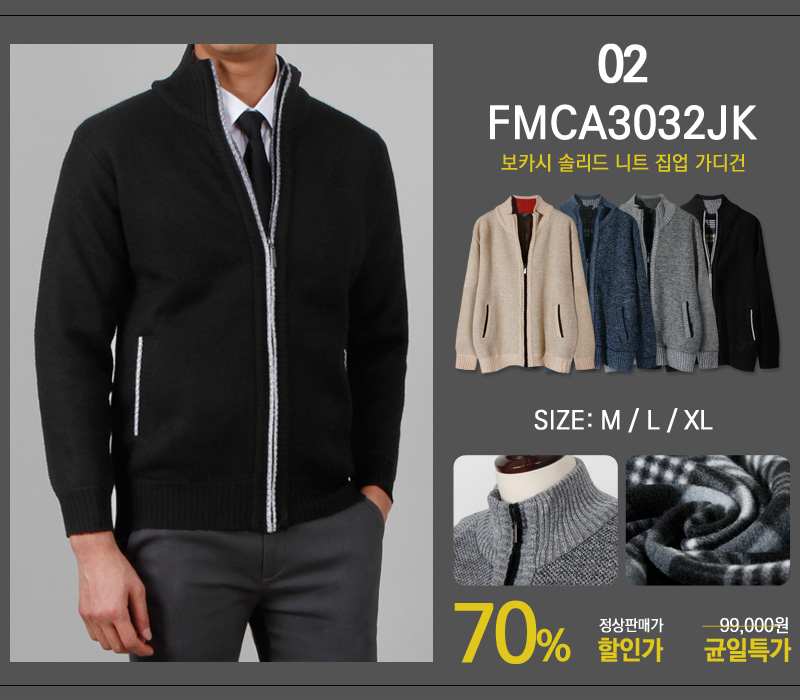 02
FMCA3032JK
보카시 솔리드 니트 집업 가디건
SIZE: M / L / XL
70%
정상판매가 99,000원
할인가 균일특가